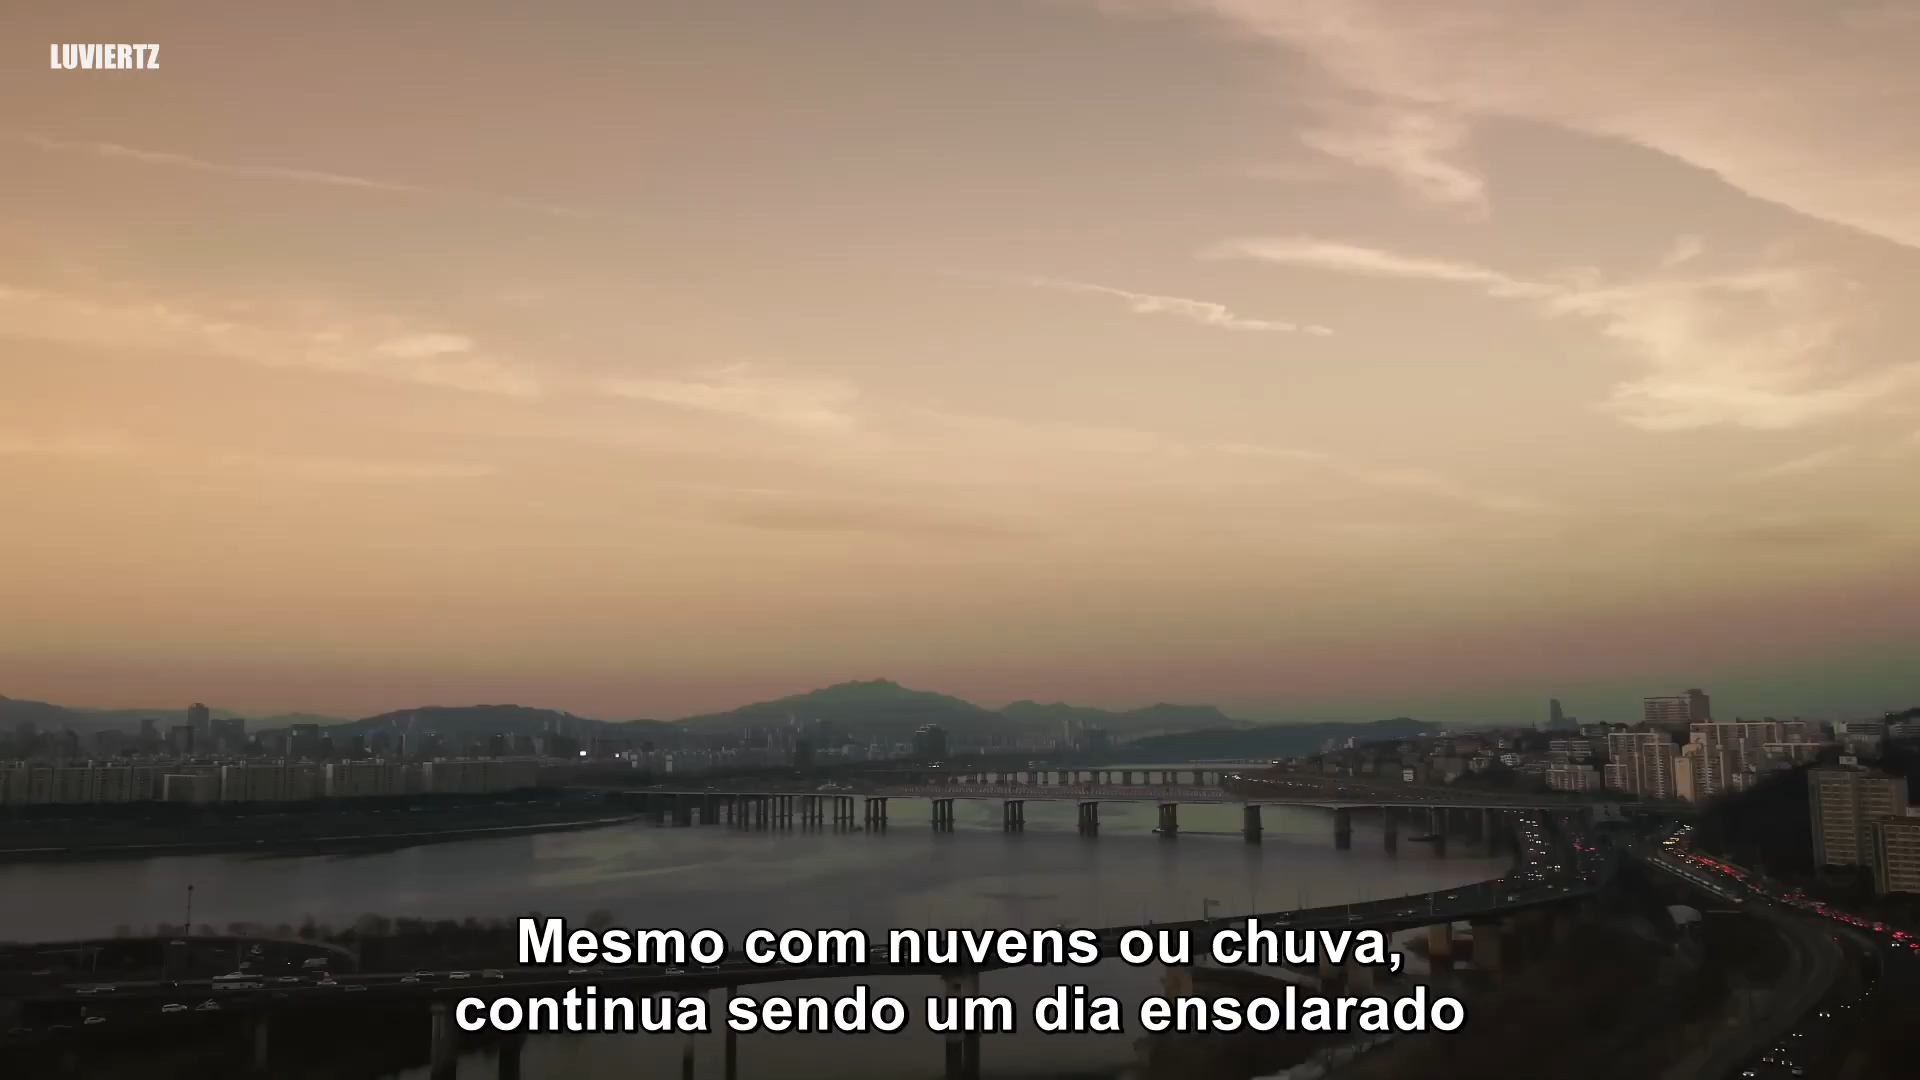 LUVIERTZ
Mesmo com nuvens ou chuva,
continua sendo um dia ensolarado